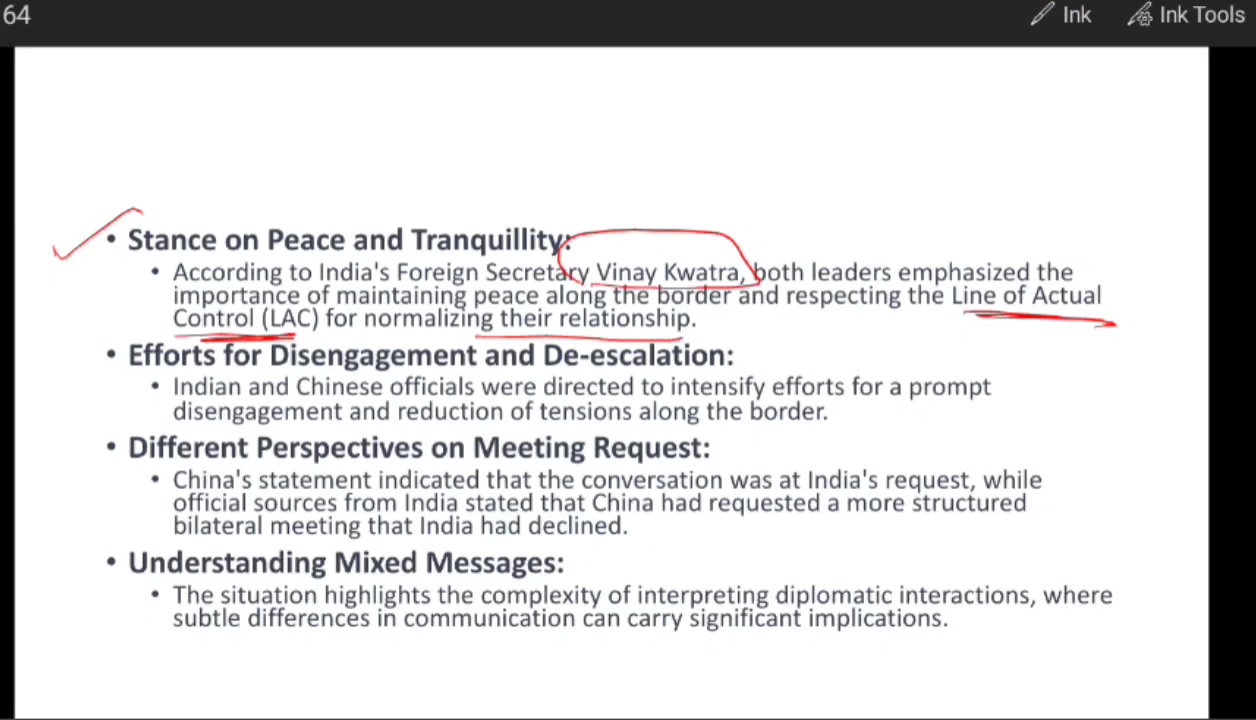 64
Ink
Ink Tools
• Stance on Peace and Tranquillity:
• According to India's Foreign Secretary Vinay Kwatra, both leaders emphasized the
importance of maintaining peace along the border and respecting the Line of Actual
Control (LAC) for normalizing their relationship.
• Efforts for Disengagement and De-escalation:
• Indian and Chinese officials were directed to intensify efforts for a prompt
disengagement and reduction of tensions along the border.
• Different Perspectives on Meeting Request:
• China's statement indicated that the conversation was at India's request, while
official sources from India stated that China had requested a more structured
bilateral meeting that India had declined.
• Understanding Mixed Messages:
• The situation highlights the complexity of interpreting diplomatic interactions, where
subtle differences in communication can carry significant implications.